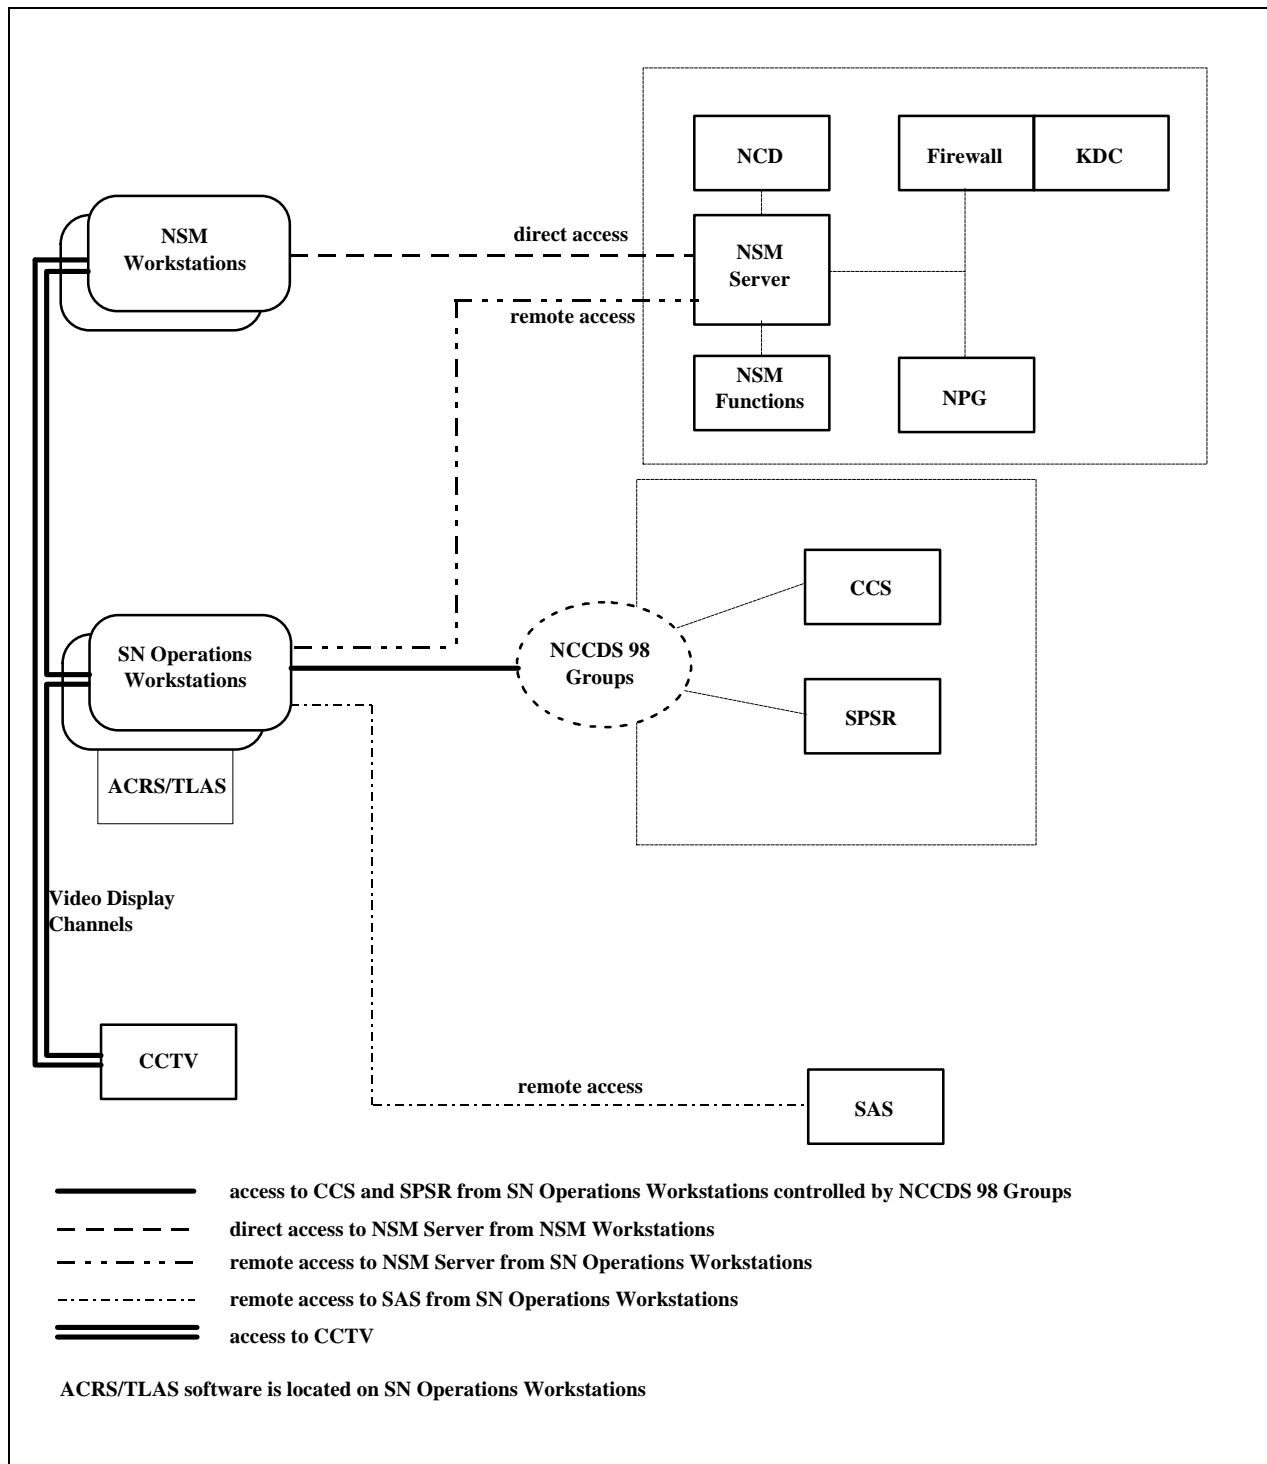 NCD
Firewall
KDC
NSM
Workstations
direct access
NSM
Server
remote access
NSM
Functions
NPG
CCS
SN Operations
Workstations
NCCDS 98
Groups
SPSR
ACRS/TLAS
Video Display
Channels
CCTV
remote access
SAS
access to CCS and SPSR from SN Operations Workstations controlled by NCCDS 98 Groups
direct access to NSM Server from NSM Workstations
remote access to NSM Server from SN Operations Workstations
remote access to SAS from SN Operations Workstations
access to CCTV
ACRS/TLAS software is located on SN Operations Workstations